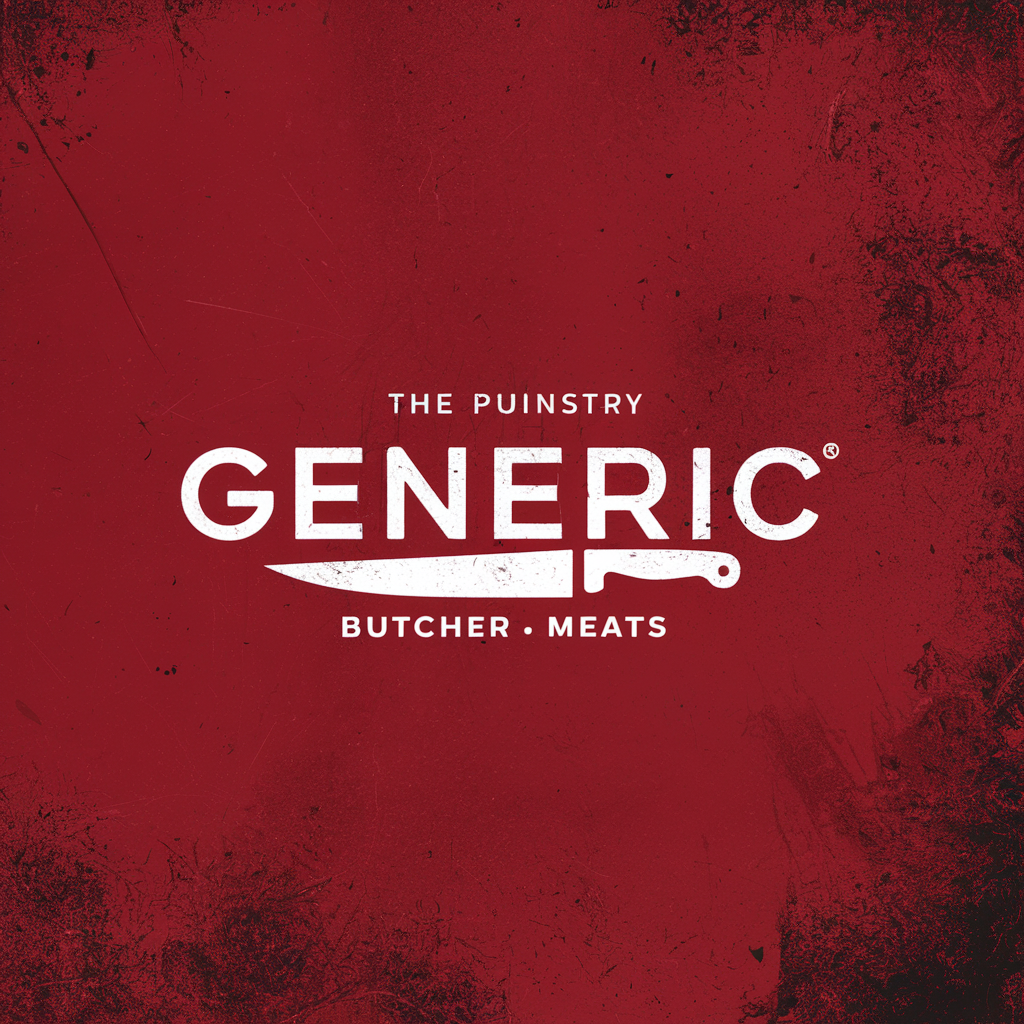 THE PUINSTRY
GENERIC®
BUTCHER • MEATS